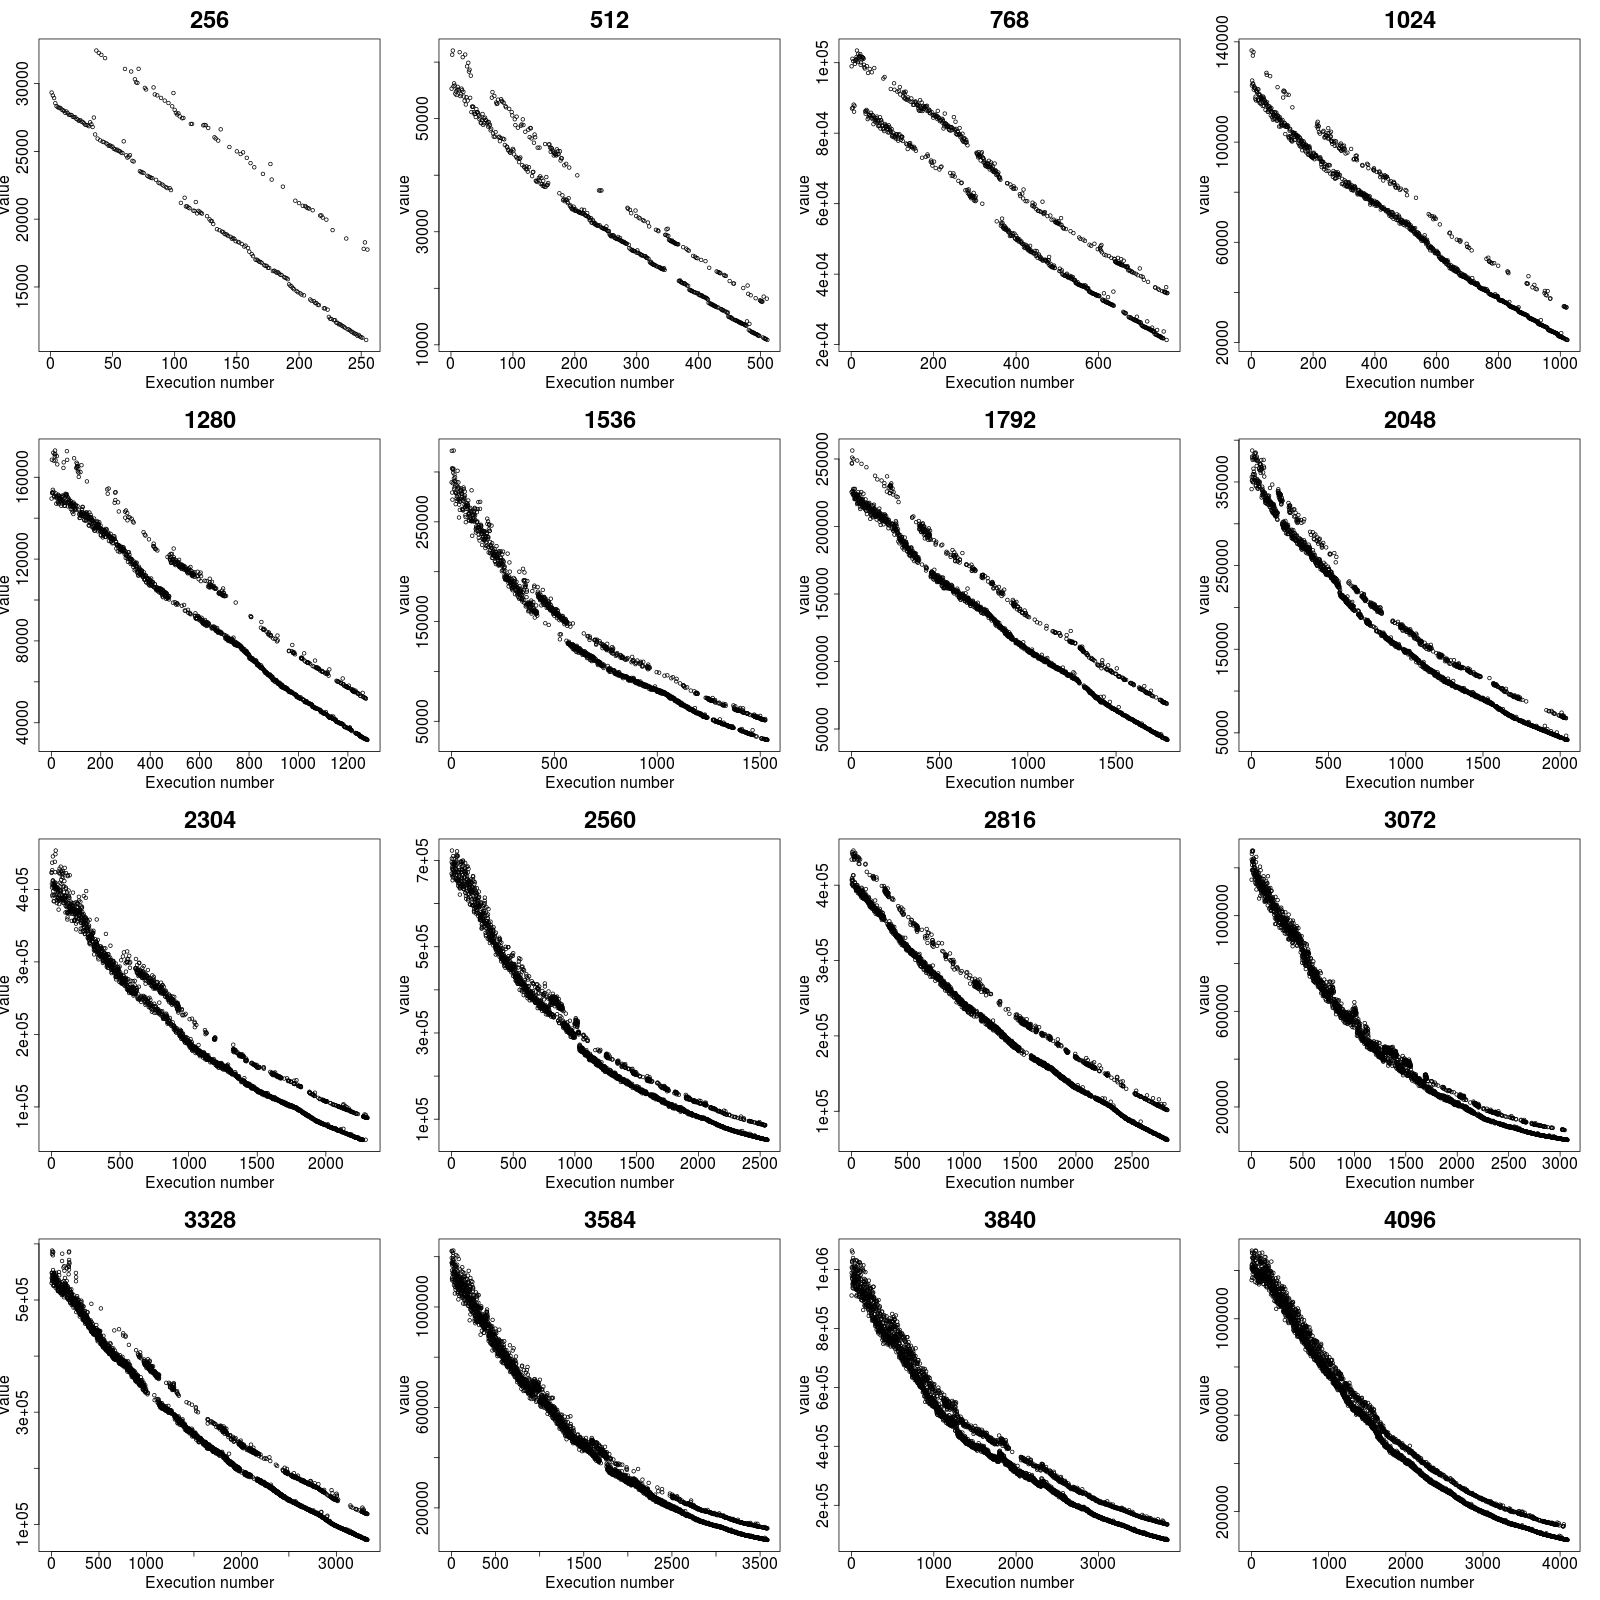 256 512 768 1024
value 15000 20000 25000 30000
value 10000 30000 50000
value 2e+04 4e+04 6e+04 8e+04 1e+05
value 20000 60000 100000 140000
0 50 100 150 200 250
0 100 200 300 400 500
0 200 400 600
0 200 400 600 800 1000
Execution number Execution number Execution number Execution number
1280 1536 1792 2048
value 40000 80000 120000 160000
value 50000 150000 250000
value 50000 100000 150000 200000 250000
value 50000 150000 250000 350000
0 200 400 600 800 1000 1200
0 500 1000 1500
0 500 1000 1500
0 500 1000 1500 2000
Execution number Execution number Execution number Execution number
2304 2560 2816 3072
value 1e+05 2e+05 3e+05 4e+05
value 1e+05 3e+05 5e+05 7e+05
value 1e+05 2e+05 3e+05 4e+05
value 200000 600000 1000000
0 500 1000 1500 2000
0 500 1000 1500 2000 2500
0 500 1000 1500 2000 2500
0 500 1000 1500 2000 2500 3000
Execution number Execution number Execution number Execution number
3328 3584 3840 4096
value 1e+05 3e+05 5e+05
value 200000 600000 1000000
value 2e+05 4e+05 6e+05 8e+05 1e+06
value 200000 600000 1000000
0 500 1000 2000 3000
0 500 1500 2500 3500
0 1000 2000 3000
0 1000 2000 3000 4000
Execution number Execution number Execution number Execution number